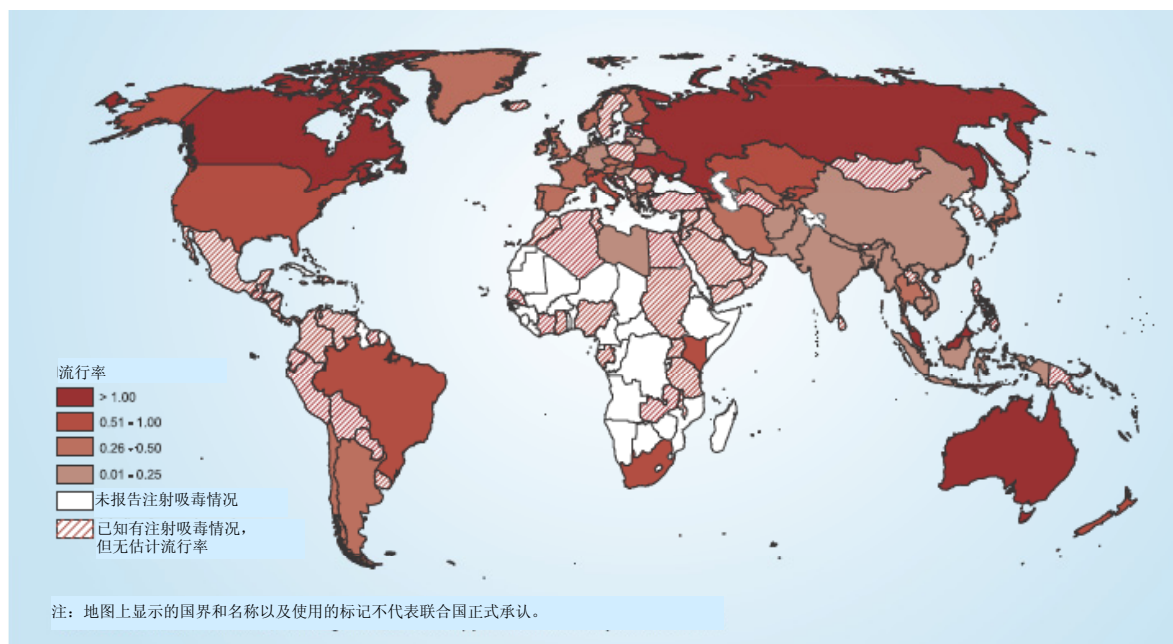 流行率
> 1.00
0.51 - 1.00
0.26 - 0.50
0.01 - 0.25
未报告注射吸毒情况
已知有注射吸毒情况，
但无估计流行率
注：地图上显示的国界和名称以及使用的标记不代表联合国正式承认。